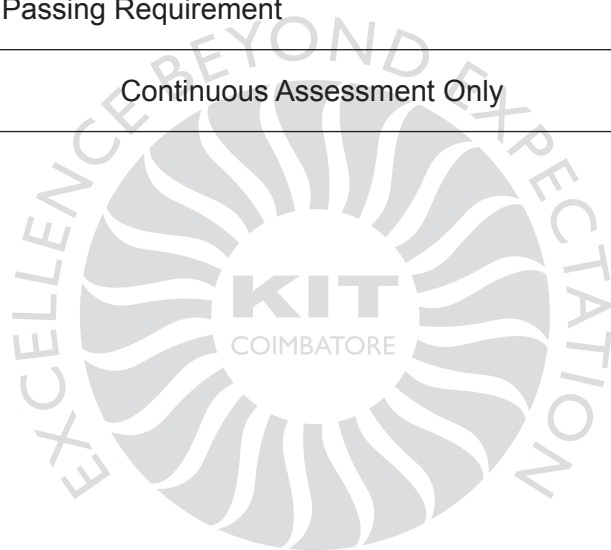 Passing Requirement
Continuous Assessment Only
EXCELLENCE BEYOND EXPECTATION
KIT
COIMBATORE